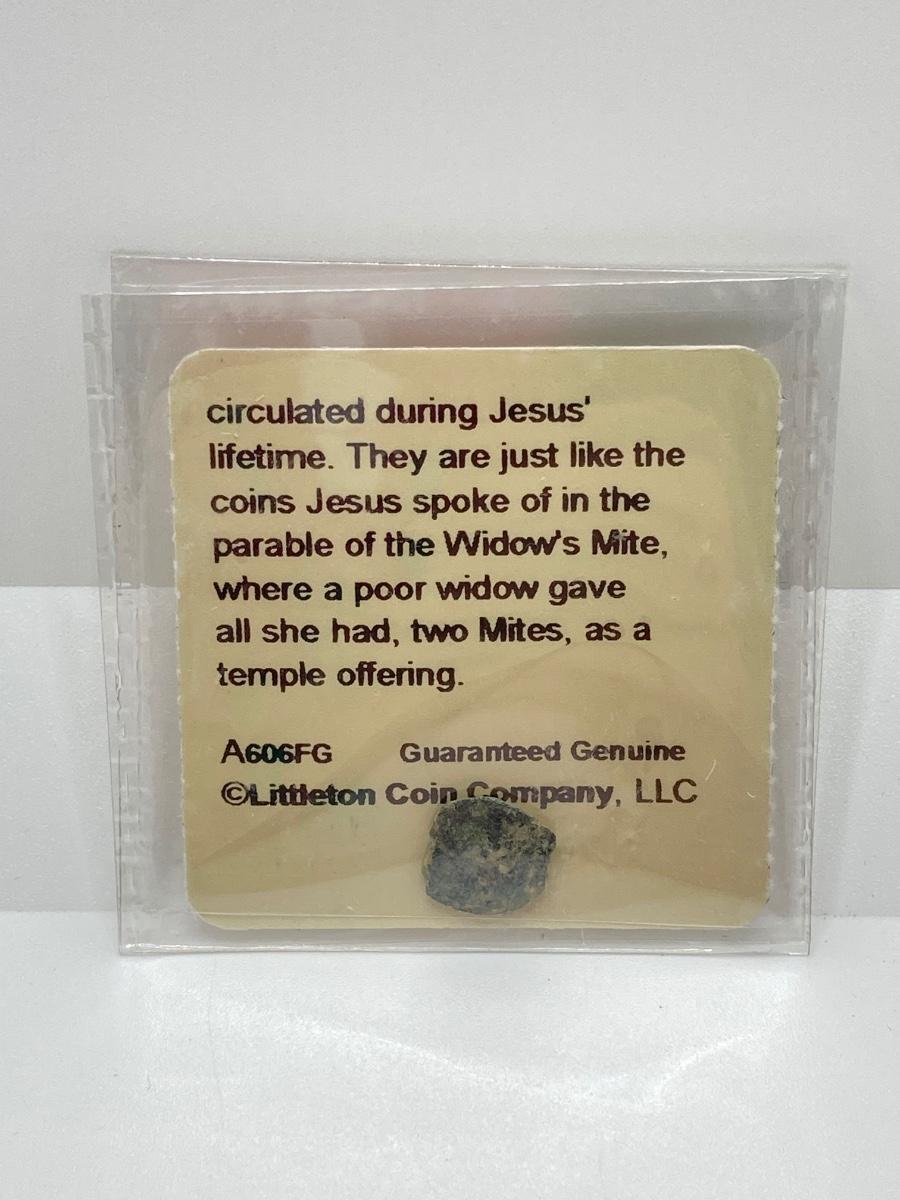 circulated during Jesus'
lifetime. They are just like the
coins Jesus spoke of in the
parable of the Widow's Mite,
where a poor widow gave
all she had, two Mites, as a
temple offering.
A606FG Guaranteed Genuine
©Littleton Coin Company, LLC